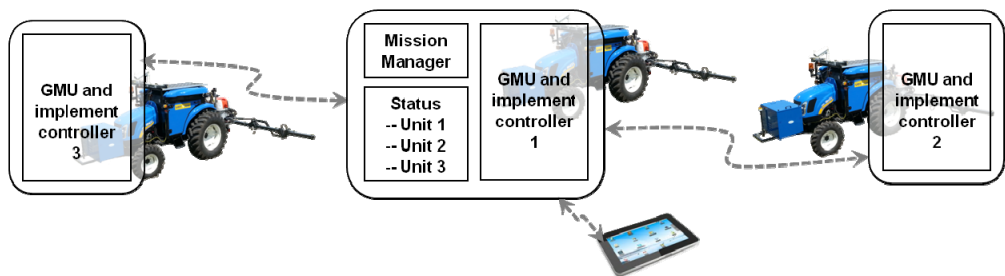 GMU and
implement
controller
3
Mission
Manager
Status
-- Unit 1
-- Unit 2
-- Unit 3
GMU and
implement
controller
1
GMU and
implement
controller
2